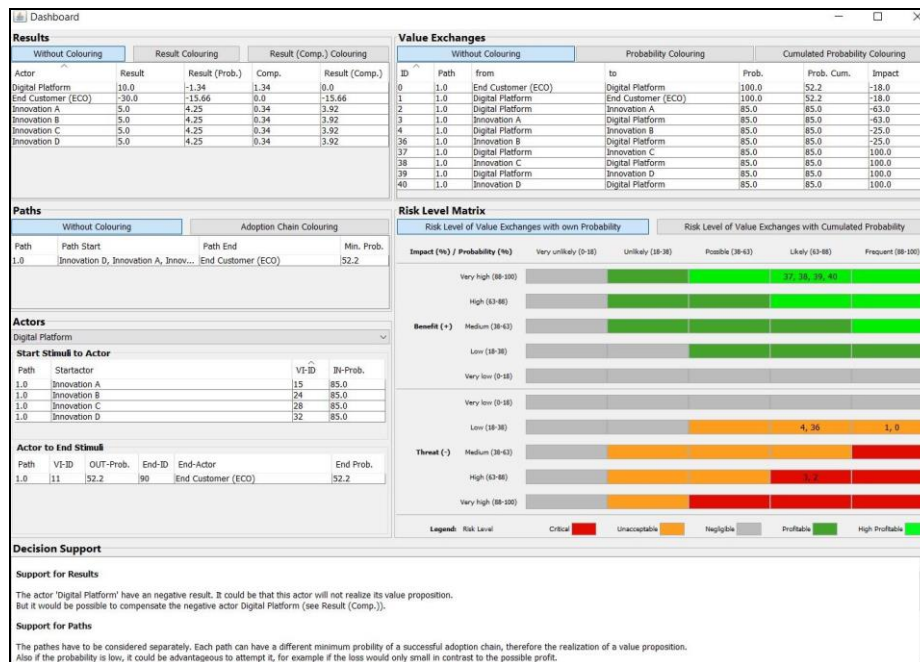 Dashboard
Results
Without Colouring Result Colouring Result (Comp.) Colouring
Actor Result Result (Prob.) Comp. Result (Comp.)
Digital Platform 10.0 -1.34 1.34 0.0
End Customer (ECO) -30.0 -15.66 0.0 -15.66
Innovation A 5.0 4.25 0.34 3.92
Innovation B 5.0 4.25 0.34 3.92
Innovation C 5.0 4.25 0.34 3.92
Innovation D 5.0 4.25 0.34 3.92
Value Exchanges
Without Colouring Probability Colouring Cumulated Probability Colouring
ID Path from to Prob. Prob. Cum. Impact
0 1.0 End Customer (ECO) Digital Platform 100.0 52.2 -18.0
1 1.0 Digital Platform End Customer (ECO) 100.0 52.2 -18.0
2 1.0 Digital Platform Innovation A 85.0 85.0 -63.0
3 1.0 Innovation A Digital Platform 85.0 85.0 -63.0
4 1.0 Digital Platform Innovation B 85.0 85.0 -25.0
36 1.0 Innovation B Digital Platform 85.0 85.0 -25.0
37 1.0 Digital Platform Innovation C 85.0 85.0 100.0
38 1.0 Innovation C Digital Platform 85.0 85.0 100.0
39 1.0 Digital Platform Innovation D 85.0 85.0 100.0
40 1.0 Innovation D Digital Platform 85.0 85.0 100.0
Paths
Without Colouring Adoption Chain Colouring
Path Path Start Path End Min. Prob.
1.0 Innovation D, Innovation A, Innov... End Customer (ECO) 52.2
Actors
Digital Platform
Start Stimuli to Actor
Path Startactor VI-ID IN-Prob.
1.0 Innovation A 15 85.0
1.0 Innovation B 24 85.0
1.0 Innovation C 28 85.0
1.0 Innovation D 32 85.0
Actor to End Stimuli
Path VI-ID OUT-Prob. End-ID End-Actor End Prob.
1.0 11 52.2 90 End Customer (ECO) 52.2
Risk Level Matrix
Risk Level of Value Exchanges with own Probability Risk Level of Value Exchanges with Cumulated Probability
Impact (%) / Probability (%) Very unlikely (0-18) Unlikely (18-38) Possible (38-63) Likely (63-88) Frequent (88-100)
Very high (88-100) 37, 38, 39, 40
High (63-88)
Benefit (+) Medium (38-63)
Low (18-38)
Very low (0-18)
Very low (0-18)
Low (18-38) 4, 36 1, 0
Threat (-) Medium (38-63)
High (63-88) 3, 2
Very high (88-100)
Legend: Risk Level Critical Unacceptable Negligible Profitable High Profitable
Decision Support
Support for Results
The actor 'Digital Platform' have an negative result. It could be that this actor will not realize its value proposition.
But it would be possible to compensate the negative actor Digital Platform (see Result (Comp.)).
Support for Paths
The pathes have to be considered separately. Each path can have a different minimum probility of a successful adoption chain, therefore the realization of a value proposition.
Also if the probability is low, it could be advantageous to attempt it, for example if the loss would only small in contrast to the possible profit.